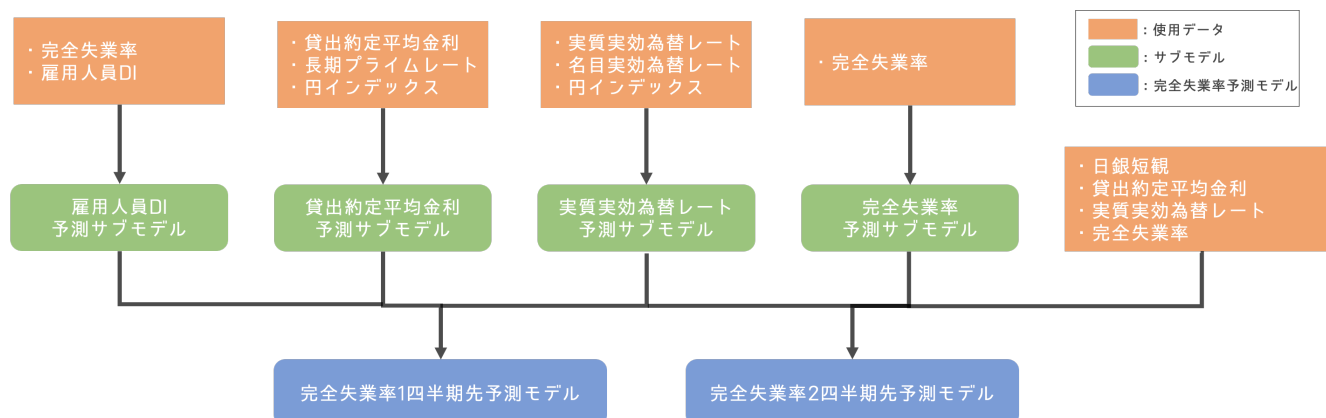 ・完全失業率
・雇用人員DI
・貸出約定平均金利
・長期プライムレート
・円インデックス
・実質実効為替レート
・名目実効為替レート
・円インデックス
・完全失業率
：使用データ
：サブモデル
：完全失業率予測モデル
・日銀短観
・貸出約定平均金利
・実質実効為替レート
・完全失業率
雇用人員DI
予測サブモデル
貸出約定平均金利
予測サブモデル
実質実効為替レート
予測サブモデル
完全失業率
予測サブモデル
完全失業率1四半期先予測モデル
完全失業率2四半期先予測モデル